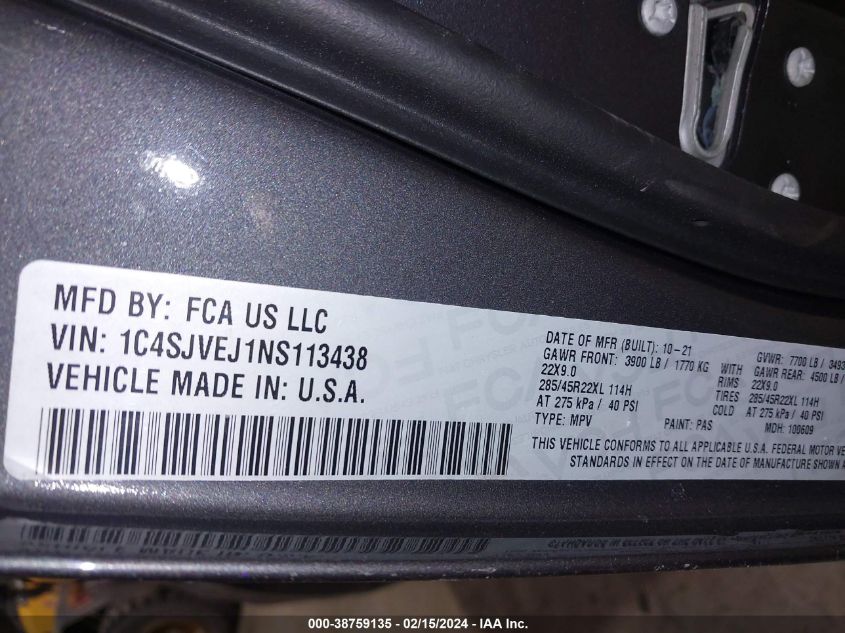 MFD BY: FCA US LLC
VIN: 1C4SJVEJ1NS113438
VEHICLE MADE IN: U.S.A.
DATE OF MFR (BUILT): 10-21 GVWR: 7700 LB / 3493
GAWR FRONT: 3900 LB / 1770 KG WITH GAWR REAR: 4500 LB /
22X9.0 RIMS 22X9.0
285/45R22XL 114H TIRES 285/45R22XL 114H
AT 275 kPa / 40 PSI COLD AT 275 kPa / 40 PSI
TYPE: MPV PAINT: PAS MDH: 100609
THIS VEHICLE CONFORMS TO ALL APPLICABLE U.S.A. FEDERAL MOTOR
STANDARDS IN EFFECT ON THE DATE OF MANUFACTURE SHOWN
000-38759135 - 02/15/2024 - IAA Inc.